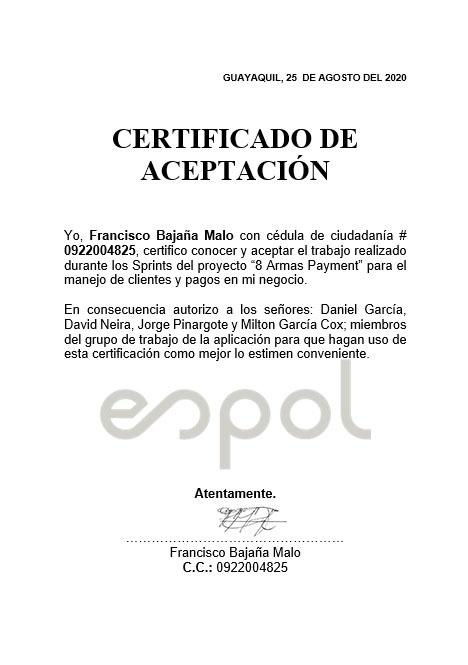 GUAYAQUIL, 25 DE AGOSTO DEL 2020
CERTIFICADO DE
ACEPTACIÓN
Yo, Francisco Bajaña Malo con cédula de ciudadanía #
0922004825, certifico conocer y aceptar el trabajo realizado
durante los Sprints del proyecto “8 Armas Payment” para el
manejo de clientes y pagos en mi negocio.
En consecuencia autorizo a los señores: Daniel García,
David Neira, Jorge Pinargote y Milton García Cox; miembros
del grupo de trabajo de la aplicación para que hagan uso de
esta certificación como mejor lo estimen conveniente.
espol
Atentamente.
Francisco Bajaña Malo
C.C.: 0922004825